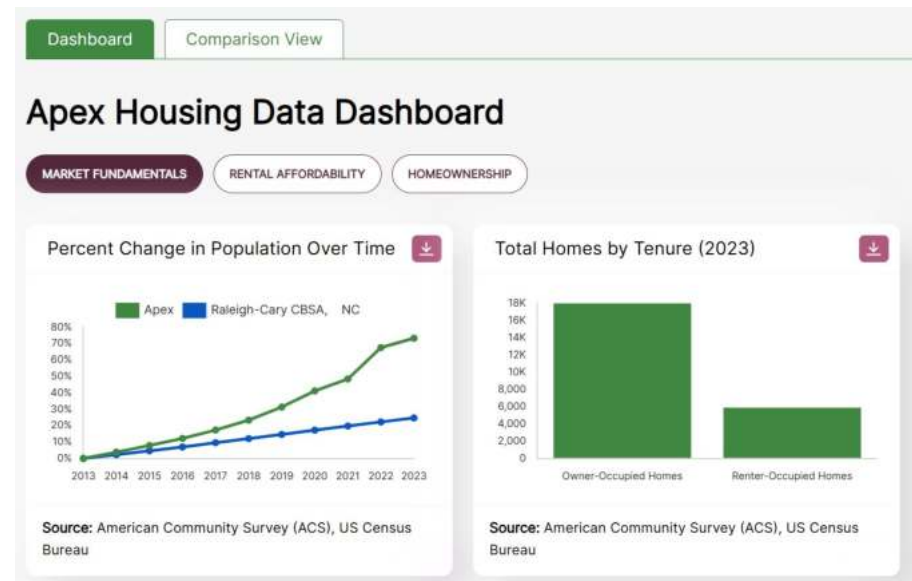 Dashboard
Comparison View
Apex Housing Data Dashboard
MARKET FUNDAMENTALS
RENTAL AFFORDABILITY
HOMEOWNERSHIP
Percent Change in Population Over Time
Apex
Raleigh-Cary CBSA, NC
80%
70%
60%
50%
40%
30%
20%
10%
0%
2013 2014 2015 2016 2017 2018 2019 2020 2021 2022 2023
Source: American Community Survey (ACS), US Census
Bureau
Total Homes by Tenure (2023)
18K
16K
14K
12K
10K
8,000
6,000
4,000
2,000
0
Owner-Occupied Homes
Renter-Occupied Homes
Source: American Community Survey (ACS), US Census
Bureau